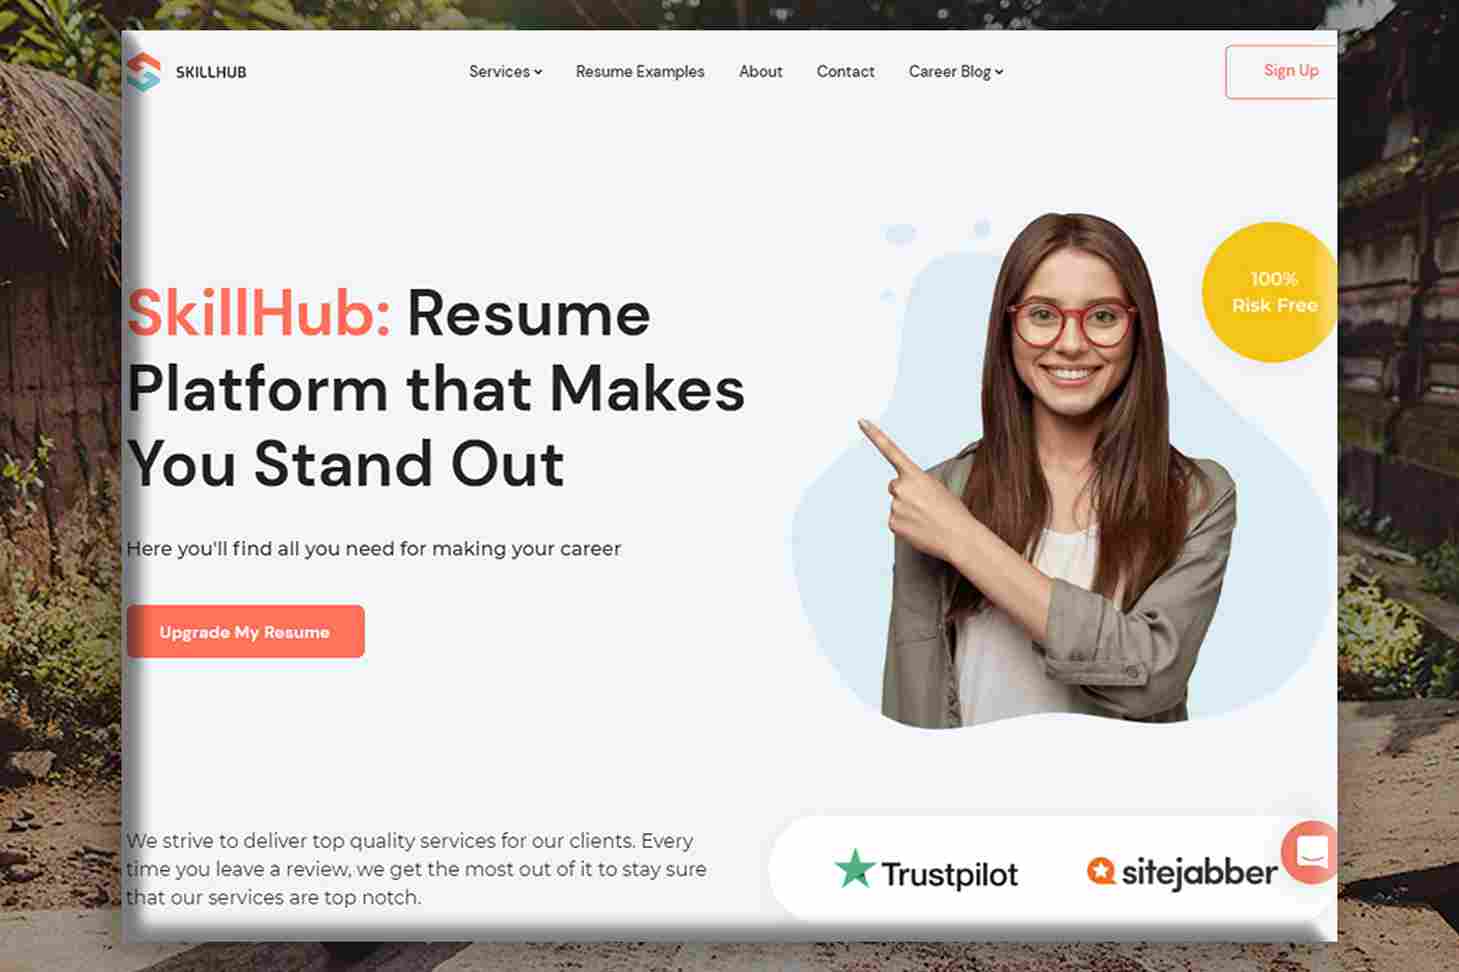 SKILLHUB
Services
Resume Examples
About
Contact
Career Blog
Sign Up
100%
Risk Free
SkillHub: Resume
Platform that Makes
You Stand Out
Here you'll find all you need for making your career
Upgrade My Resume
We strive to deliver top quality services for our clients. Every
time you leave a review, we get the most out of it to stay sure
that our services are top notch.
Trustpilot
sitejabber